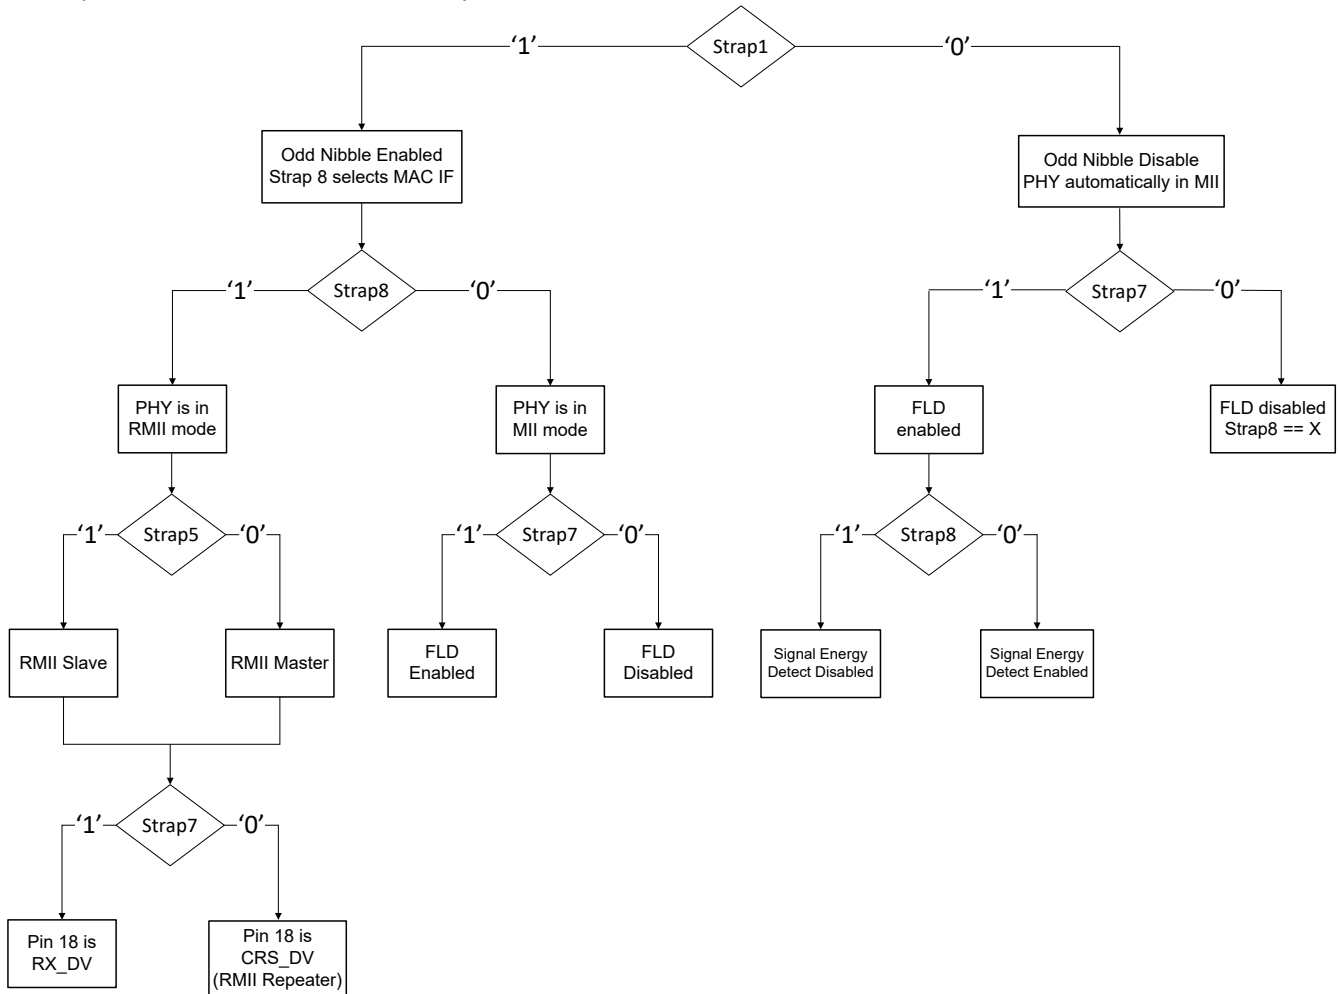 Strap1
‘1’
‘0’
Odd Nibble Enabled
Strap 8 selects MAC IF
Odd Nibble Disable
PHY automatically in MII
Strap8
‘1’
‘0’
Strap7
‘1’
‘0’
PHY is in
RMII mode
PHY is in
MII mode
FLD
enabled
FLD disabled
Strap8 == X
Strap5
‘1’
‘0’
Strap7
‘1’
‘0’
Strap8
‘1’
‘0’
RMII Slave
RMII Master
FLD
Enabled
FLD
Disabled
Signal Energy
Detect Disabled
Signal Energy
Detect Enabled
Strap7
‘1’
‘0’
Pin 18 is
RX_DV
Pin 18 is
CRS_DV
(RMII Repeater)